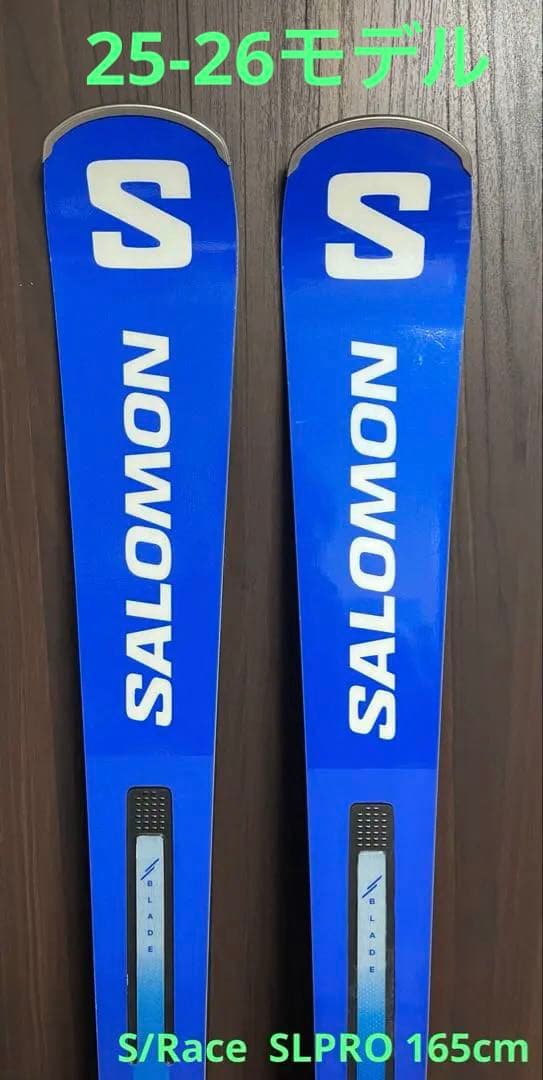 25-26モデル
S
SALOMON
BLADE
S
SALOMON
BLADE
S/Race SLPRO 165cm